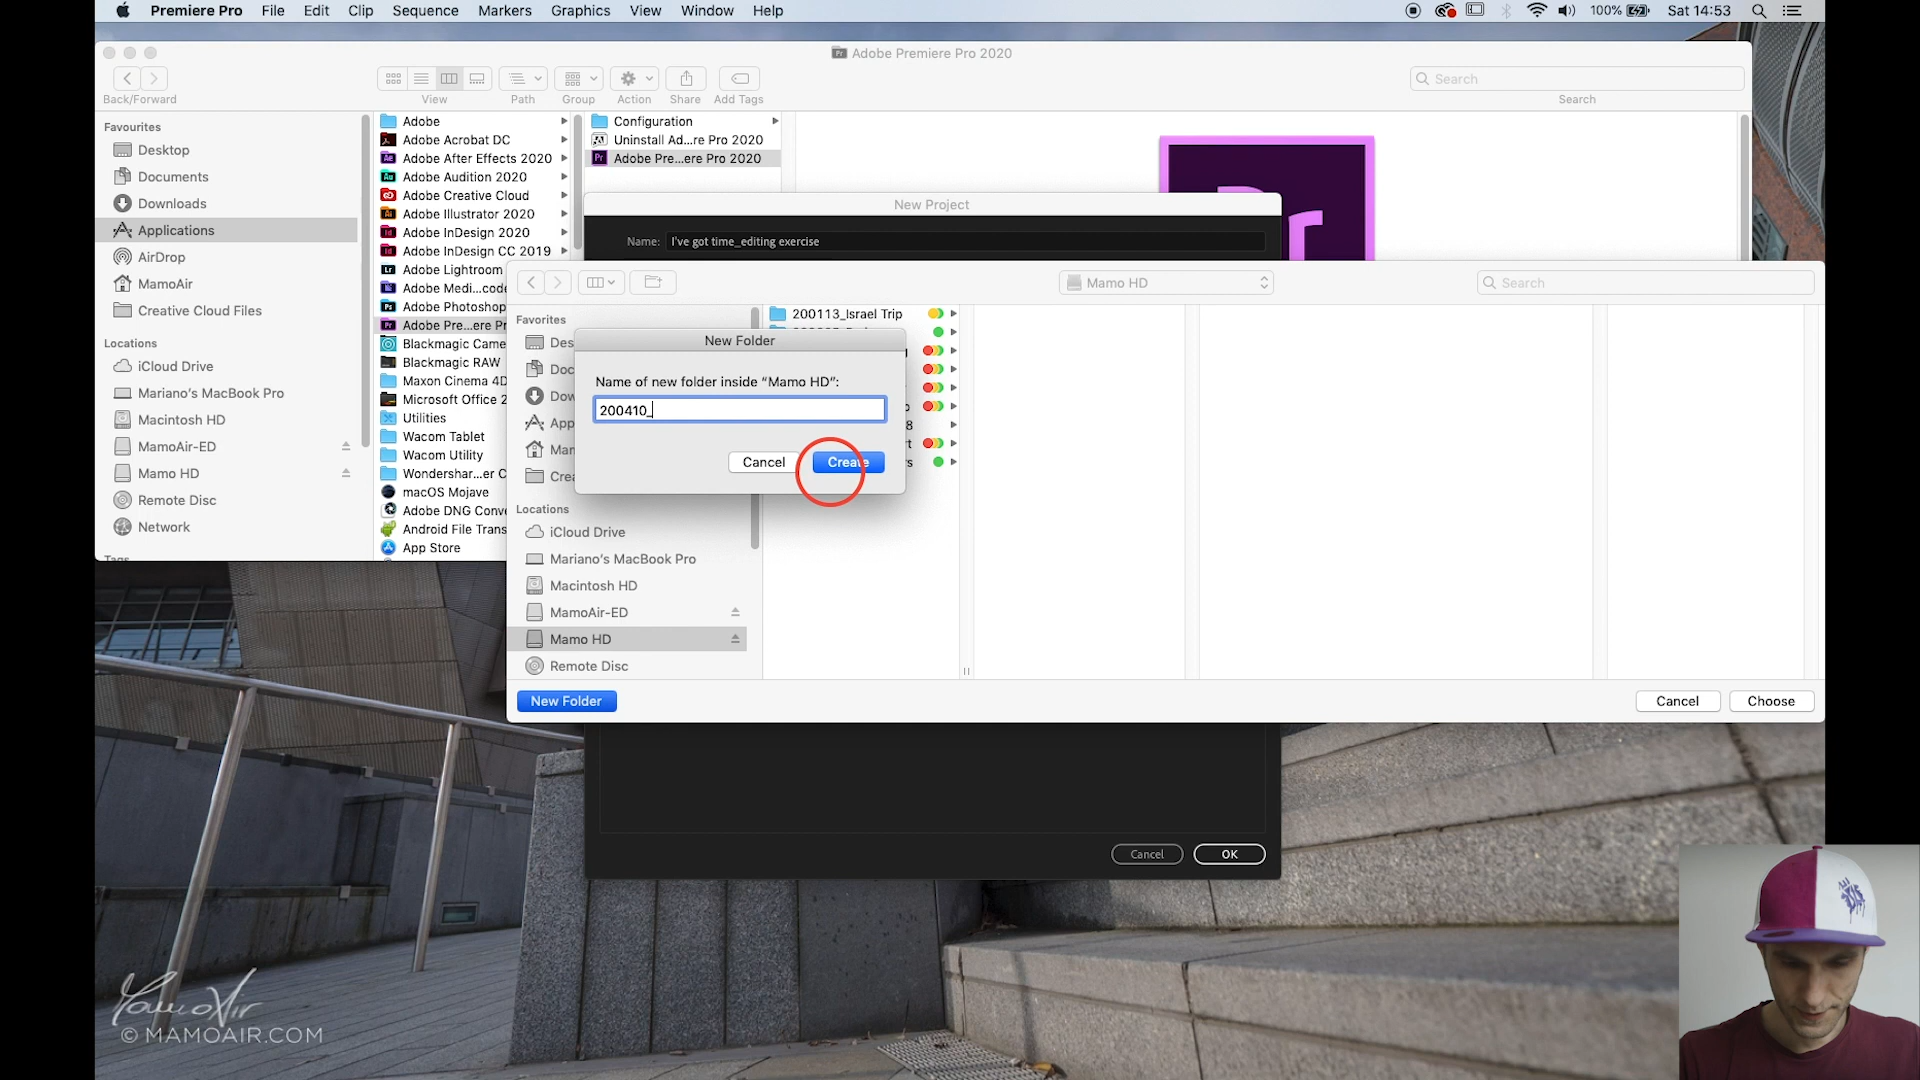 Premiere Pro File Edit Clip Sequence Markers Graphics View Window Help 100% Sat 14:53
Adobe Premiere Pro 2020
Search
Back/Forward View Path Group Action Share Add Tags Search
Favourites
Desktop
Documents
Downloads
Applications
AirDrop
MamoAir
Creative Cloud Files
Locations
iCloud Drive
Mariano's MacBook Pro
Macintosh HD
MamoAir-ED
Mamo HD
Remote Disc
Network
Tags
Adobe
Adobe Acrobat DC
Adobe After Effects 2020
Adobe Audition 2020
Adobe Creative Cloud
Adobe Illustrator 2020
Adobe InDesign 2020
Adobe InDesign CC 2019
Adobe Lightroom
Adobe Medi...code
Adobe Photoshop
Adobe Pre...ere Pr
Blackmagic Came
Blackmagic RAW
Maxon Cinema 4D
Microsoft Office 2
Utilities
Wacom Tablet
Wacom Utility
Wondershar...er C
macOS Mojave
Adobe DNG Conve
Android File Trans
App Store
Configuration
Uninstall Ad...re Pro 2020
Adobe Pre...ere Pro 2020
New Project
Name: I've got time_editing exercise
Mamo HD
Search
Favorites
Des
Doc
Dow
App
Mam
Crea
Locations
iCloud Drive
Mariano's MacBook Pro
Macintosh HD
MamoAir-ED
Mamo HD
Remote Disc
200113_Israel Trip
New Folder
Name of new folder inside “Mamo HD”:
200410_
Cancel Create
New Folder Cancel Choose
Cancel OK
MamoAir
© MAMOAIR.COM